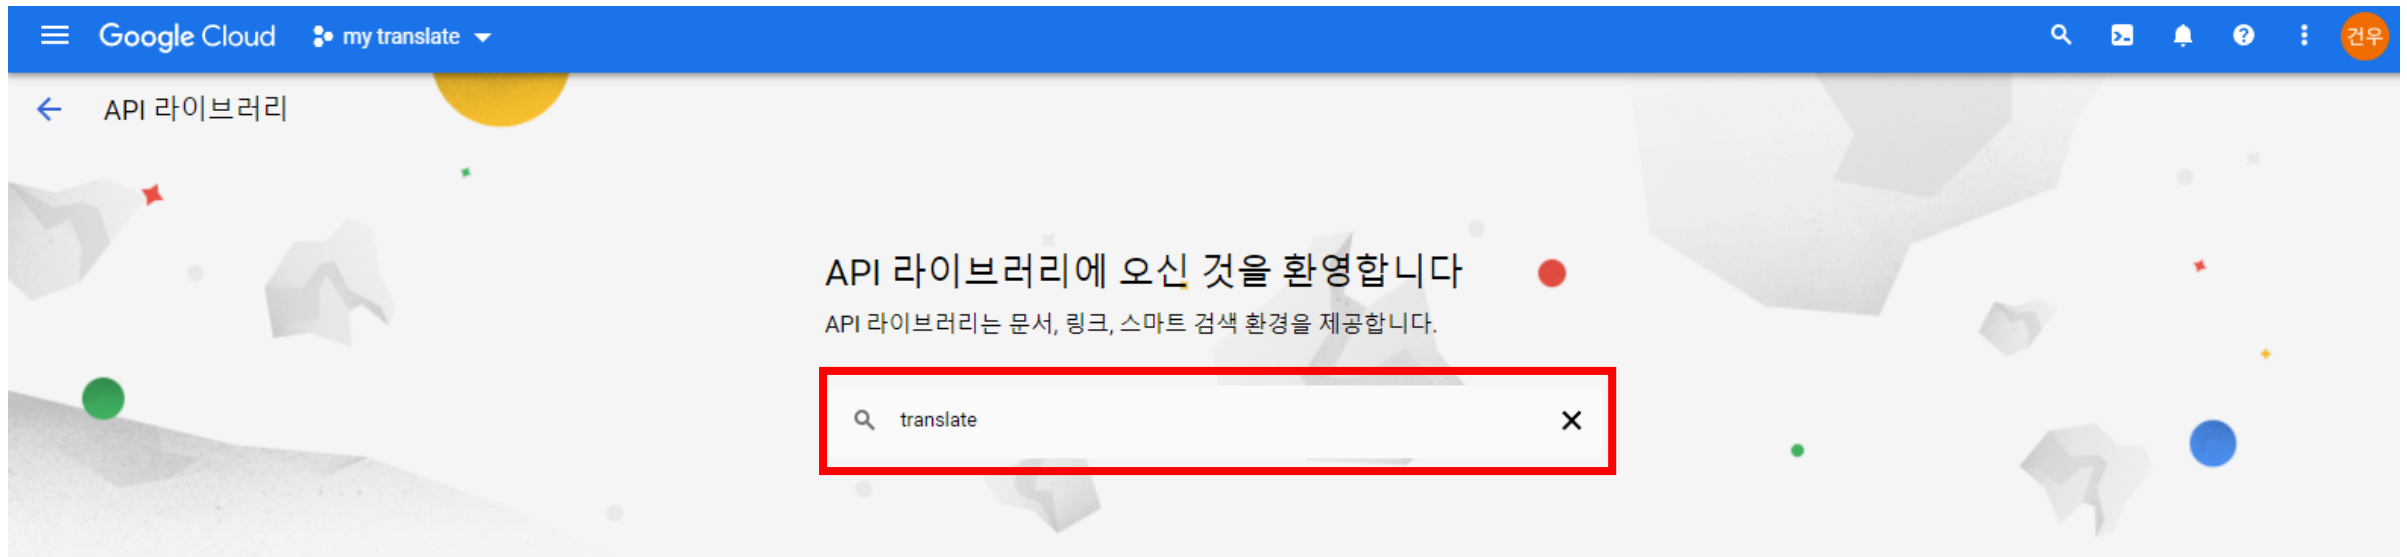 Google Cloud my translate 건우
API 라이브러리
API 라이브러리에 오신 것을 환영합니다
API 라이브러리는 문서, 링크, 스마트 검색 환경을 제공합니다.
translate